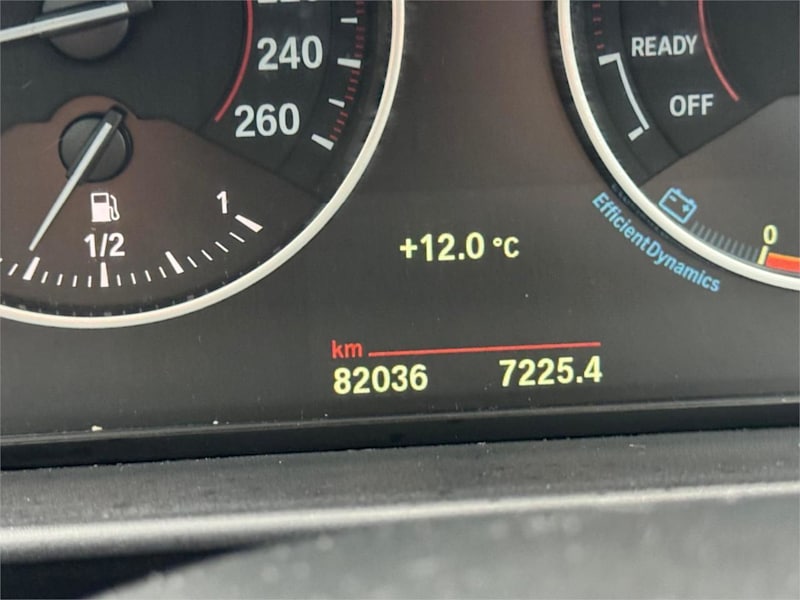 240
260
1/2
1
READY
OFF
EfficientDynamics
0
+12.0 °C
km
82036 7225.4